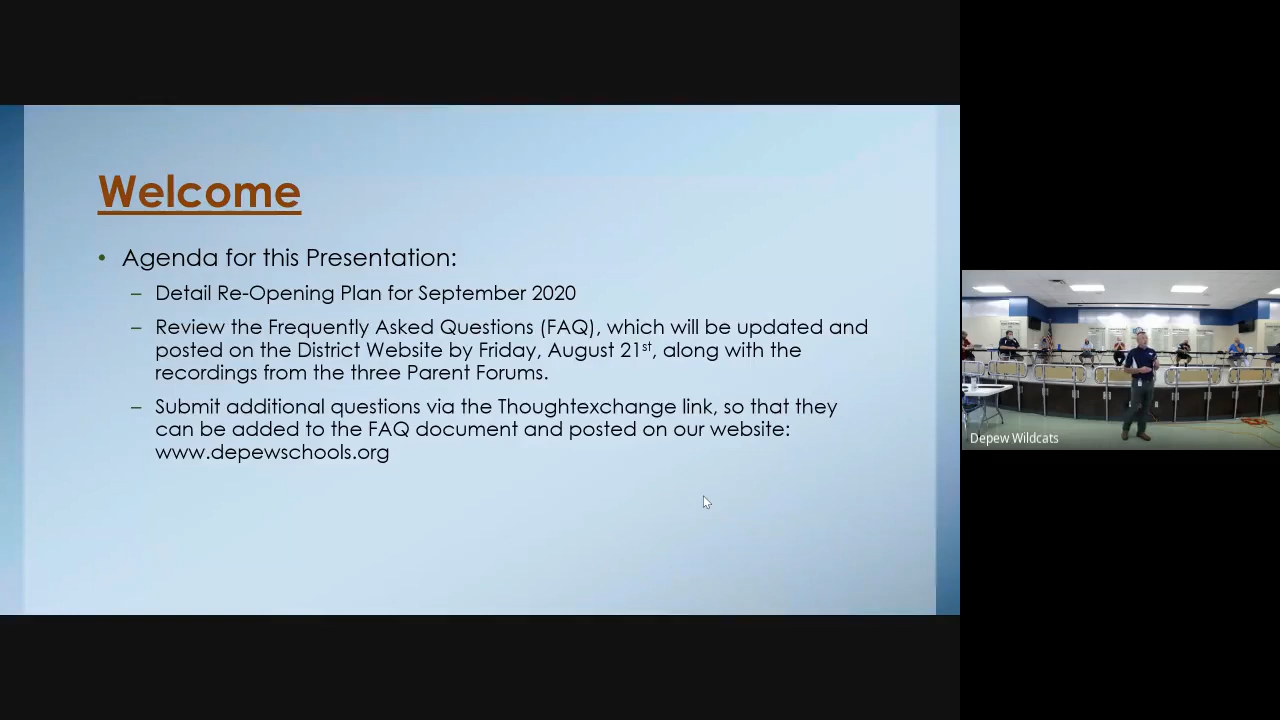 Welcome
• Agenda for this Presentation:
– Detail Re-Opening Plan for September 2020
– Review the Frequently Asked Questions (FAQ), which will be updated and
posted on the District Website by Friday, August 21st, along with the
recordings from the three Parent Forums.
– Submit additional questions via the Thoughtexchange link, so that they
can be added to the FAQ document and posted on our website:
www.depewschools.org
Depew Wildcats